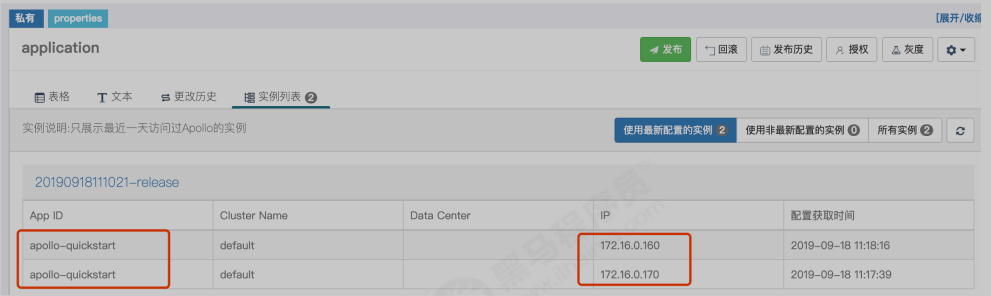 私有 properties [展开/收缩
application 发布 回滚 发布历史 授权 灰度
表格 文本 更改历史 实例列表 2
实例说明:只展示最近一天访问过Apollo的实例 使用最新配置的实例 2 使用非最新配置的实例 0 所有实例 2
20190918111021-release
App ID Cluster Name Data Center IP 配置获取时间
apollo-quickstart default 172.16.0.160 2019-09-18 11:18:16
apollo-quickstart default 172.16.0.170 2019-09-18 11:17:39
黑马程序员